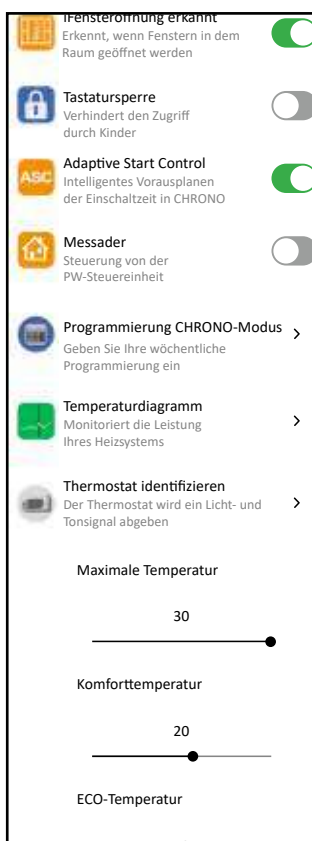 iFensteröffnung erkannt
Erkennt, wenn Fenstern in dem
Raum geöffnet werden
Tastatursperre
Verhindert den Zugriff
durch Kinder
ASC
Adaptive Start Control
Intelligentes Vorausplanen
der Einschaltzeit in CHRONO
Messader
Steuerung von der
PW-Steuereinheit
Programmierung CHRONO-Modus
Geben Sie Ihre wöchentliche
Programmierung ein
Temperaturdiagramm
Monitoriert die Leistung
Ihres Heizsystems
Thermostat identifizieren
Der Thermostat wird ein Licht- und
Tonsignal abgeben
Maximale Temperatur
30
Komforttemperatur
20
ECO-Temperatur